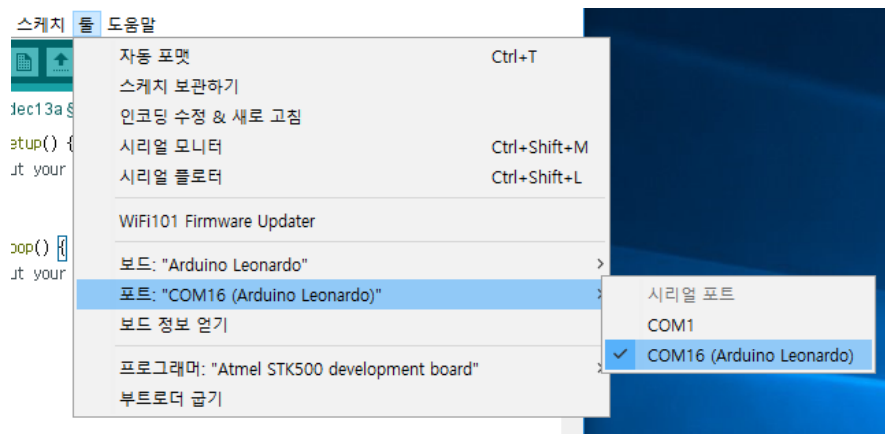 스케치 툴 도움말
자동 포맷 Ctrl+T
스케치 보관하기
dec13a§
인코딩 수정 & 새로 고침
etup() {
시리얼 모니터 Ctrl+Shift+M
ut your
시리얼 플로터 Ctrl+Shift+L
WiFi101 Firmware Updater
oop() {
보드: "Arduino Leonardo"
ut your
포트: "COM16 (Arduino Leonardo)"
보드 정보 얻기
프로그래머: "Atmel STK500 development board"
부트로더 굽기
시리얼 포트
COM1
COM16 (Arduino Leonardo)